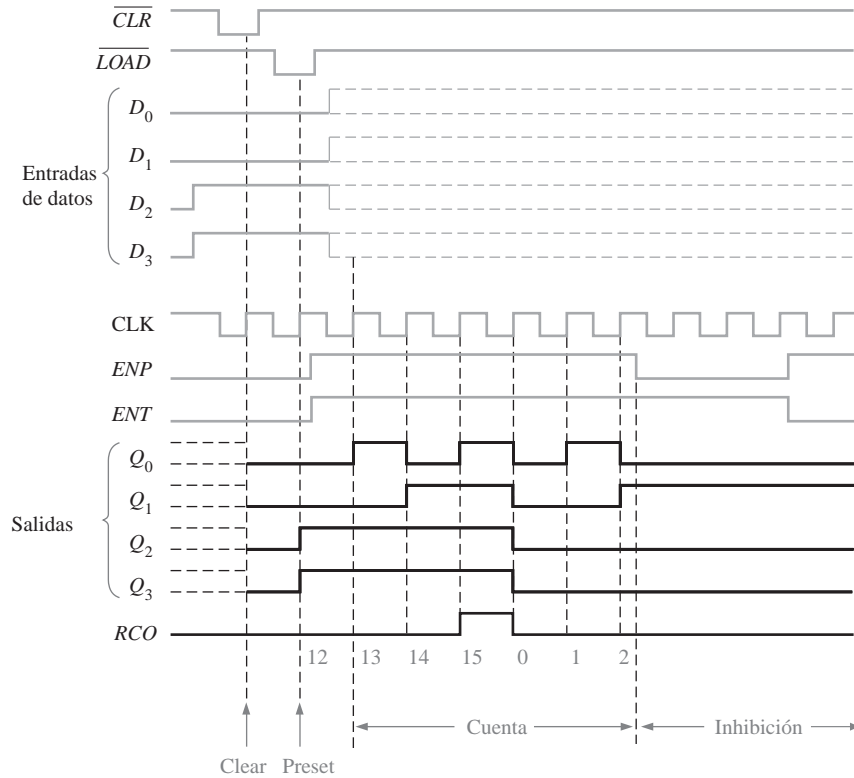 CLR
LOAD
D0
D1
Entradas
de datos
D2
D3
CLK
ENP
ENT
Q0
Q1
Salidas
Q2
Q3
RCO
12 13 14 15 0 1 2
Cuenta Inhibición
Clear Preset